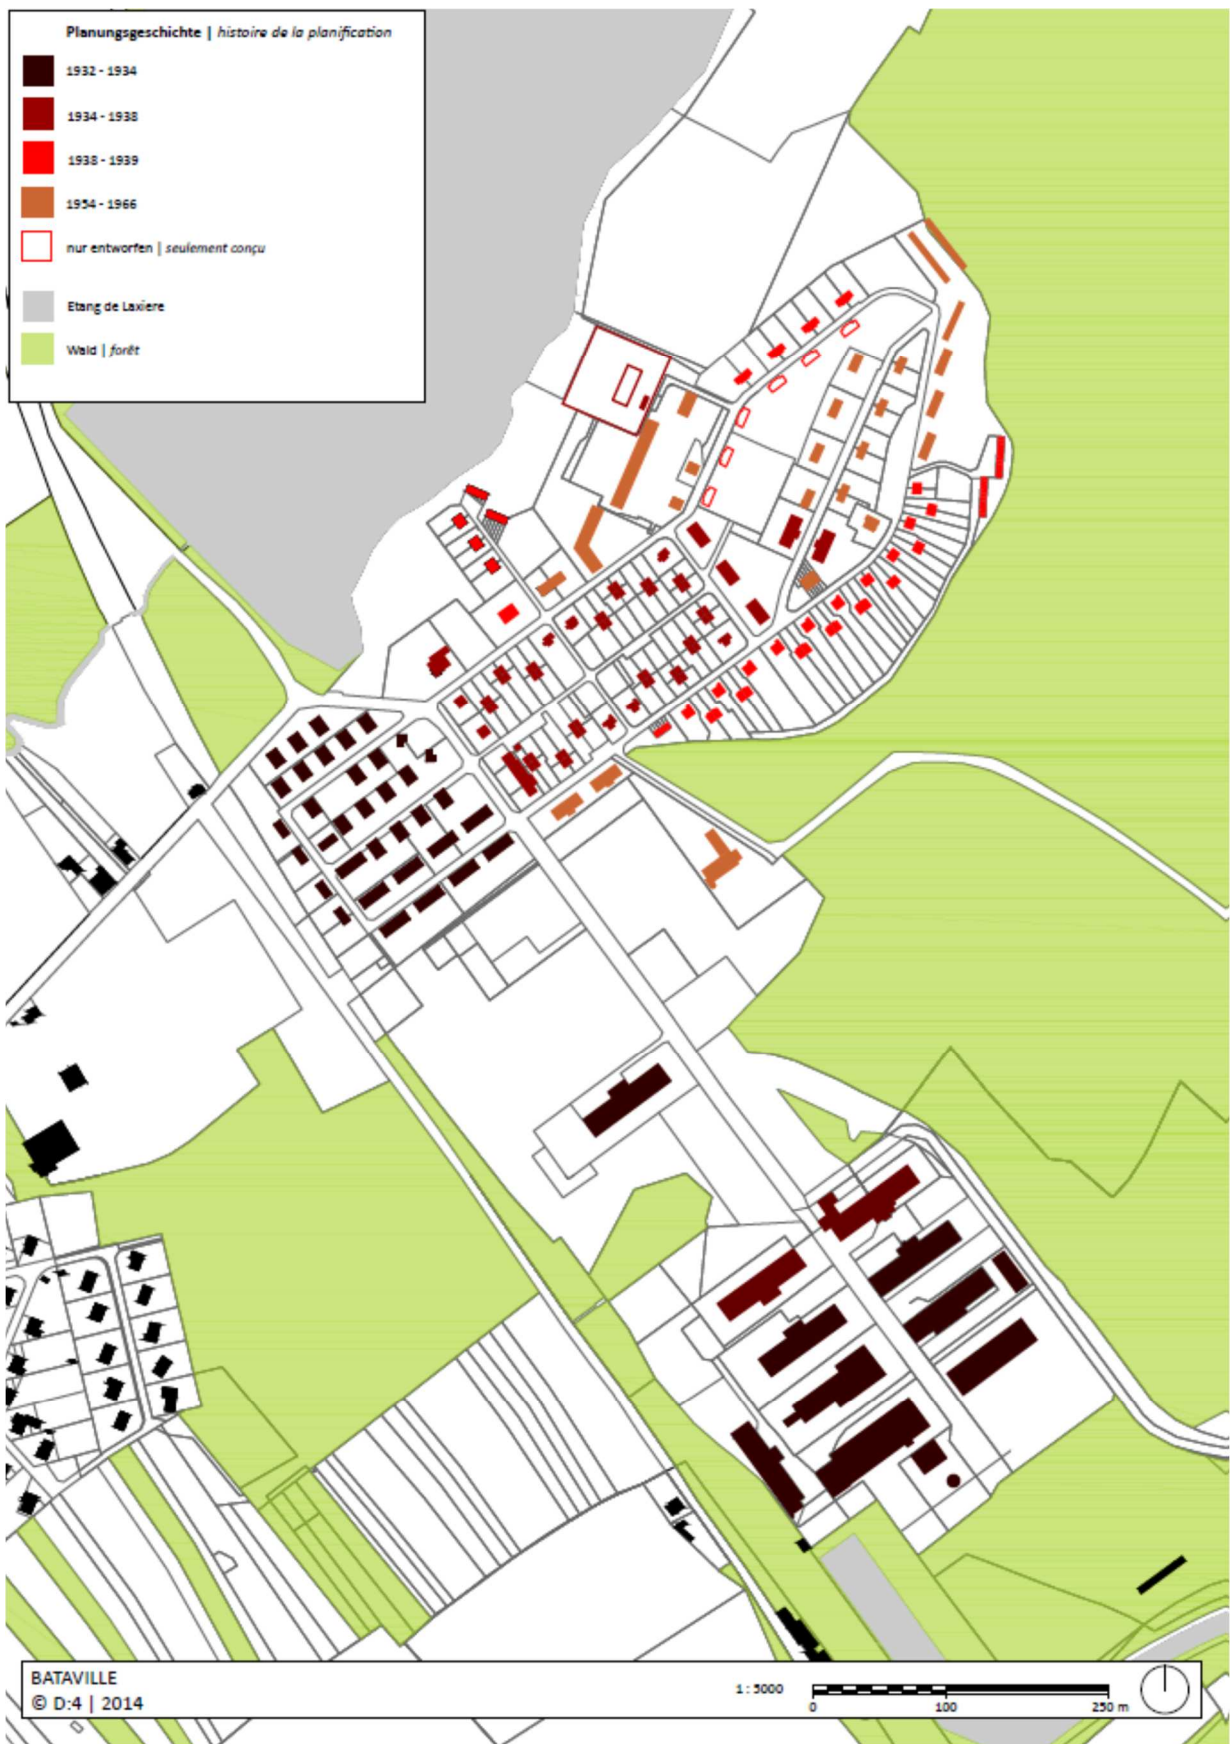 Planungsgeschichte | histoire de la planification
1932 - 1934
1934 - 1938
1938 - 1939
1954 - 1966
nur entworfen | seulement conçu
Etang de Laxiere
Wald | forêt
BATAVILLE
© D:4 | 2014
1 : 5000
0 100 250 m